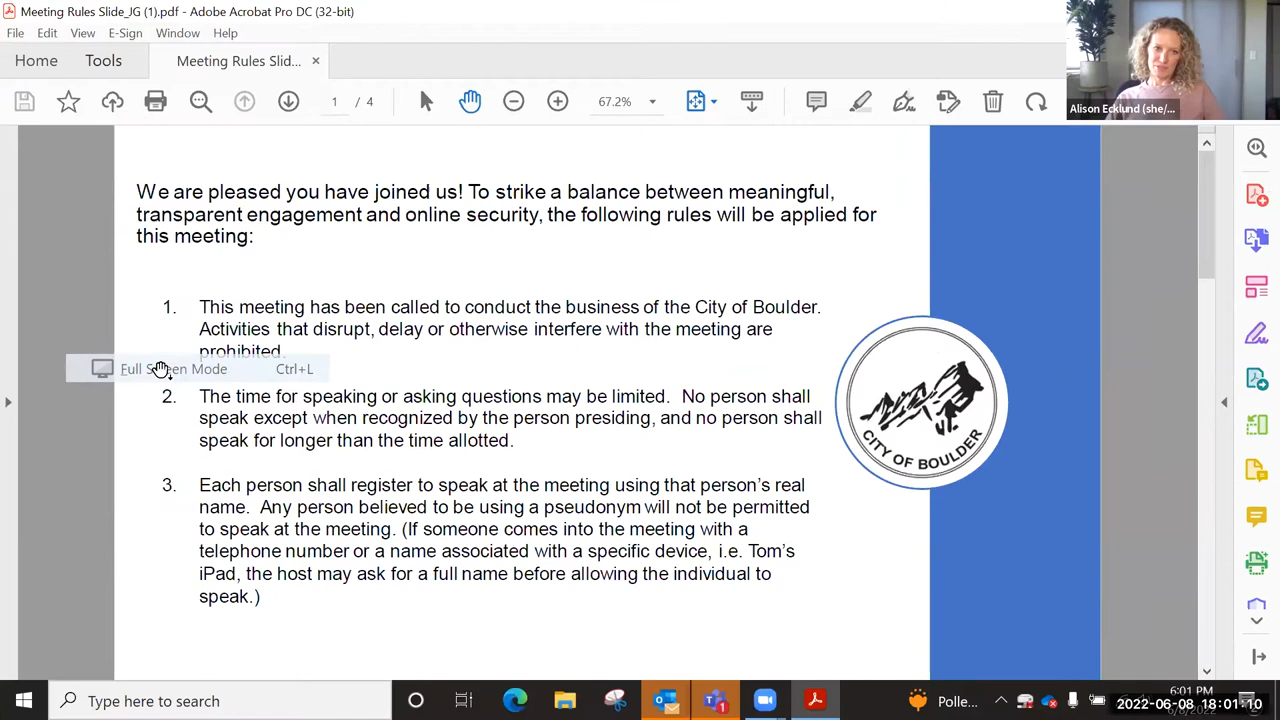 Meeting Rules Slide_JG (1).pdf - Adobe Acrobat Pro DC (32-bit)
File Edit View E-Sign Window Help
Home Tools Meeting Rules Slid... ×
1 / 4 67.2%
Alison Ecklund (she/...
We are pleased you have joined us! To strike a balance between meaningful,
transparent engagement and online security, the following rules will be applied for
this meeting:
1. This meeting has been called to conduct the business of the City of Boulder.
Activities that disrupt, delay or otherwise interfere with the meeting are
prohibited.
Full Screen Mode Ctrl+L
2. The time for speaking or asking questions may be limited. No person shall
speak except when recognized by the person presiding, and no person shall
speak for longer than the time allotted.
CITY OF BOULDER
3. Each person shall register to speak at the meeting using that person's real
name. Any person believed to be using a pseudonym will not be permitted
to speak at the meeting. (If someone comes into the meeting with a
telephone number or a name associated with a specific device, i.e. Tom's
iPad, the host may ask for a full name before allowing the individual to
speak.)
Type here to search
Polle...
6:01 PM
2022-06-08 18:01:10